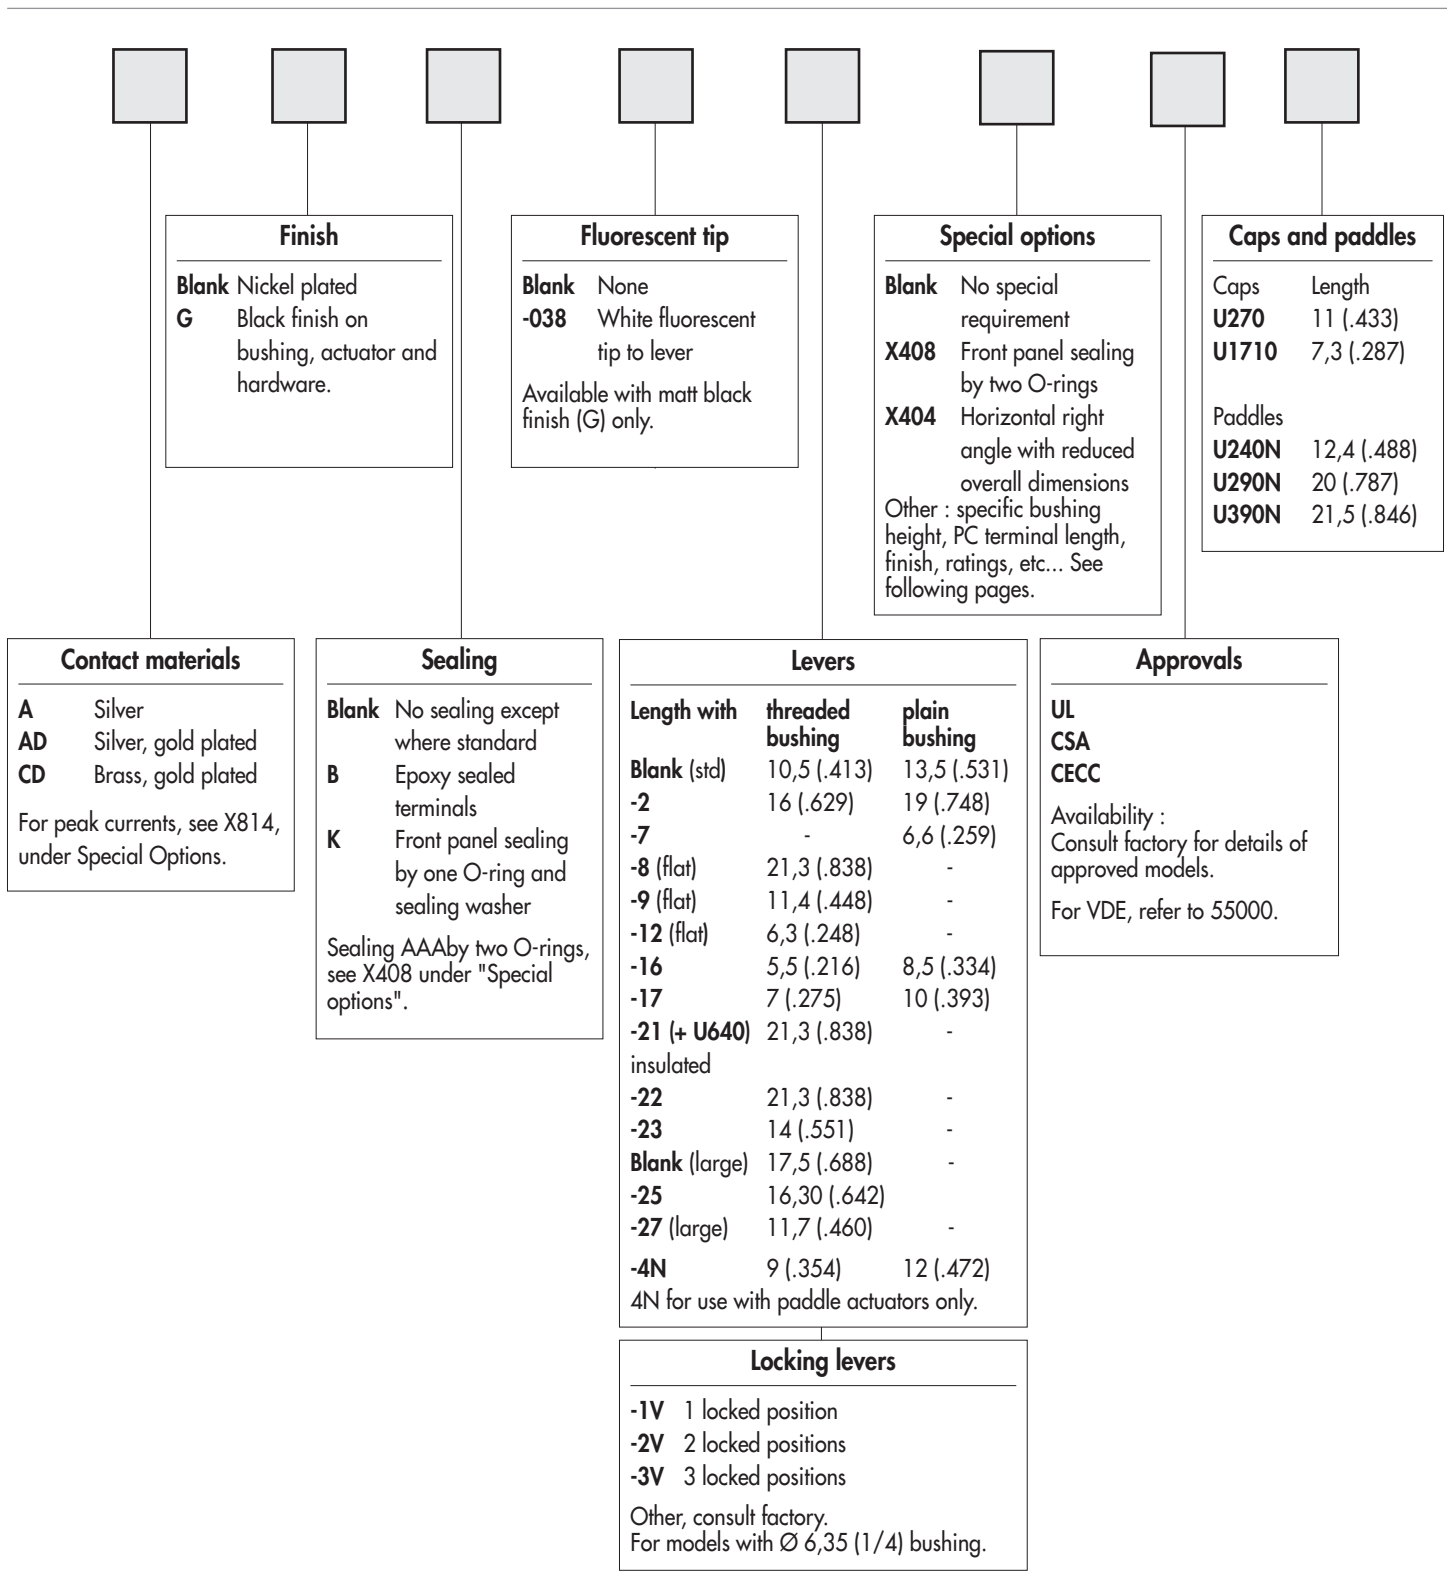 Finish
Blank Nickel plated
G Black finish on
bushing, actuator and
hardware.
Fluorescent tip
Blank None
-038 White fluorescent
tip to lever
Available with matt black
finish (G) only.
Special options
Blank No special
requirement
X408 Front panel sealing
by two O-rings
X404 Horizontal right
angle with reduced
overall dimensions
Other : specific bushing
height, PC terminal length,
finish, ratings, etc... See
following pages.
Caps and paddles
Caps Length
U270 11 (.433)
U1710 7,3 (.287)
Paddles
U240N 12,4 (.488)
U290N 20 (.787)
U390N 21,5 (.846)
Contact materials
A Silver
AD Silver, gold plated
CD Brass, gold plated
For peak currents, see X814,
under Special Options.
Sealing
Blank No sealing except
where standard
B Epoxy sealed
terminals
K Front panel sealing
by one O-ring and
sealing washer
Sealing AAAby two O-rings,
see X408 under "Special
options".
Levers
Length with threaded plain
bushing bushing
Blank (std) 10,5 (.413) 13,5 (.531)
-2 16 (.629) 19 (.748)
-7 - 6,6 (.259)
-8 (flat) 21,3 (.838) -
-9 (flat) 11,4 (.448) -
-12 (flat) 6,3 (.248) -
-16 5,5 (.216) 8,5 (.334)
-17 7 (.275) 10 (.393)
-21 (+ U640) 21,3 (.838) -
insulated
-22 21,3 (.838) -
-23 14 (.551) -
Blank (large) 17,5 (.688) -
-25 16,30 (.642)
-27 (large) 11,7 (.460) -
-4N 9 (.354) 12 (.472)
4N for use with paddle actuators only.
Approvals
UL
CSA
CECC
Availability :
Consult factory for details of
approved models.
For VDE, refer to 55000.
Locking levers
-1V 1 locked position
-2V 2 locked positions
-3V 3 locked positions
Other, consult factory.
For models with Ø 6,35 (1/4) bushing.